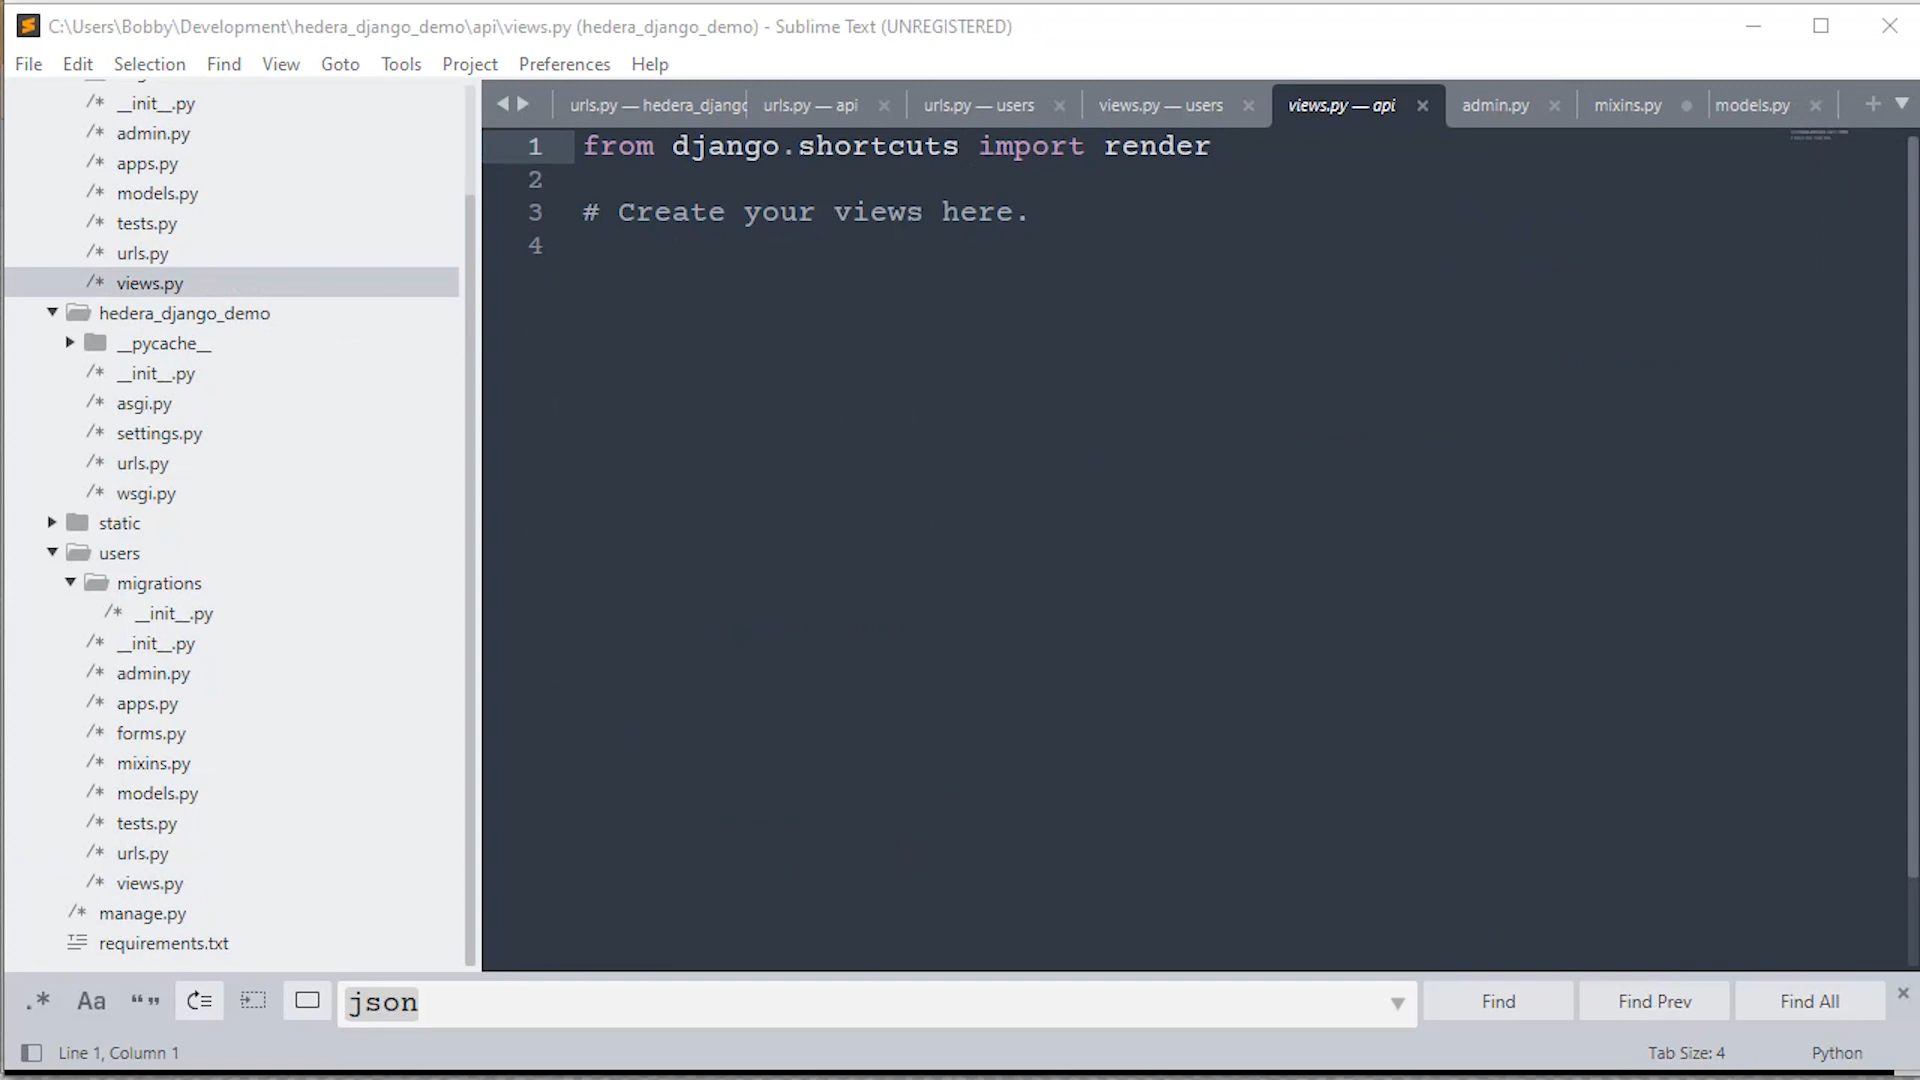 C:\Users\Bobby\Development\hedera_django_demo\api\views.py (hedera_django_demo) - Sublime Text (UNREGISTERED)
File Edit Selection Find View Goto Tools Project Preferences Help
urls.py — hedera_djang urls.py — api urls.py — users views.py — users views.py — api admin.py mixins.py models.py
__init__.py
admin.py
apps.py
models.py
tests.py
urls.py
views.py
hedera_django_demo
__pycache__
__init__.py
asgi.py
settings.py
urls.py
wsgi.py
static
users
migrations
__init__.py
__init__.py
admin.py
apps.py
forms.py
mixins.py
models.py
tests.py
urls.py
views.py
manage.py
requirements.txt
1 from django.shortcuts import render
2
3 # Create your views here.
4
.* Aa “ ” json Find Find Prev Find All
Line 1, Column 1 Tab Size: 4 Python